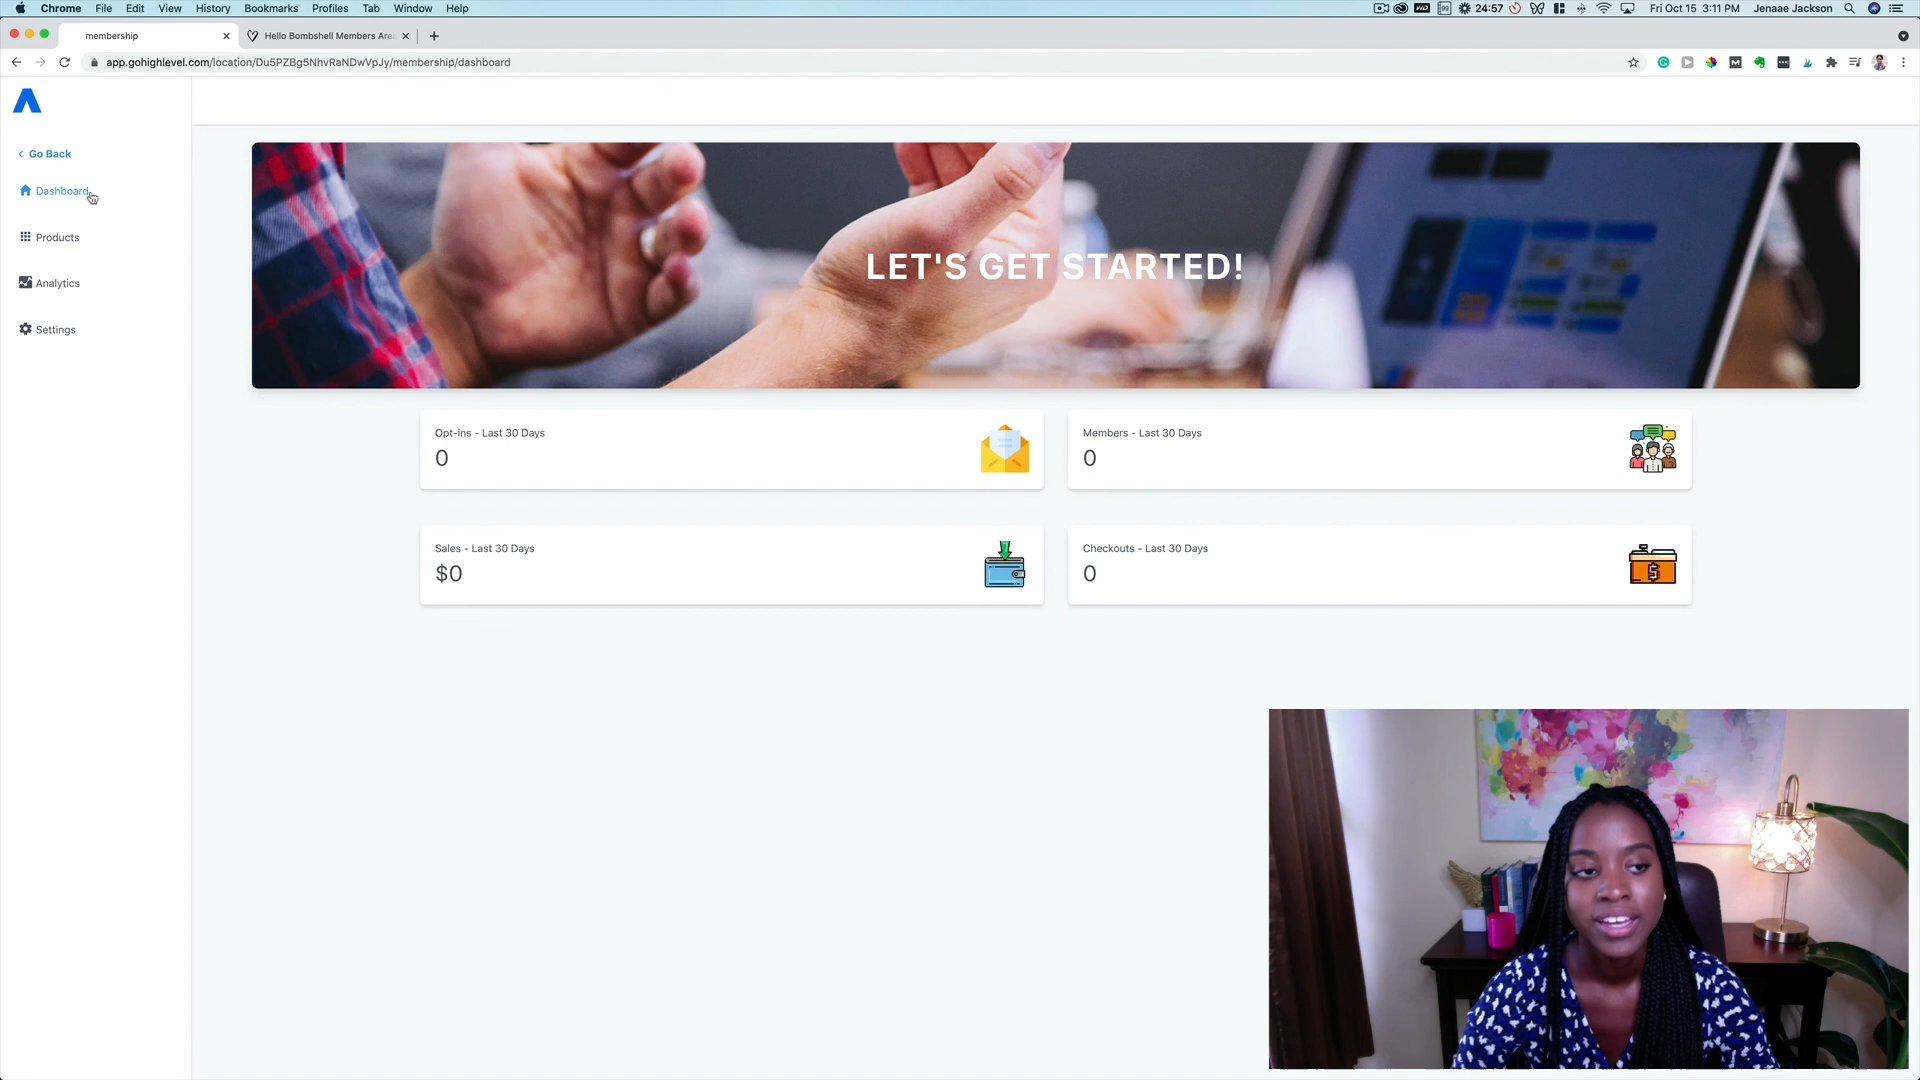 Chrome File Edit View History Bookmarks Profiles Tab Window Help
24:57 Fri Oct 15 3:11 PM Jenaae Jackson
membership
Hello Bombshell Members Area
app.gohighlevel.com/location/Du5PZBg5NhvRaNDwVpJy/membership/dashboard
Go Back
Dashboard
Products
Analytics
Settings
LET'S GET STARTED!
Opt-ins - Last 30 Days
0
Members - Last 30 Days
0
Sales - Last 30 Days
$0
Checkouts - Last 30 Days
0